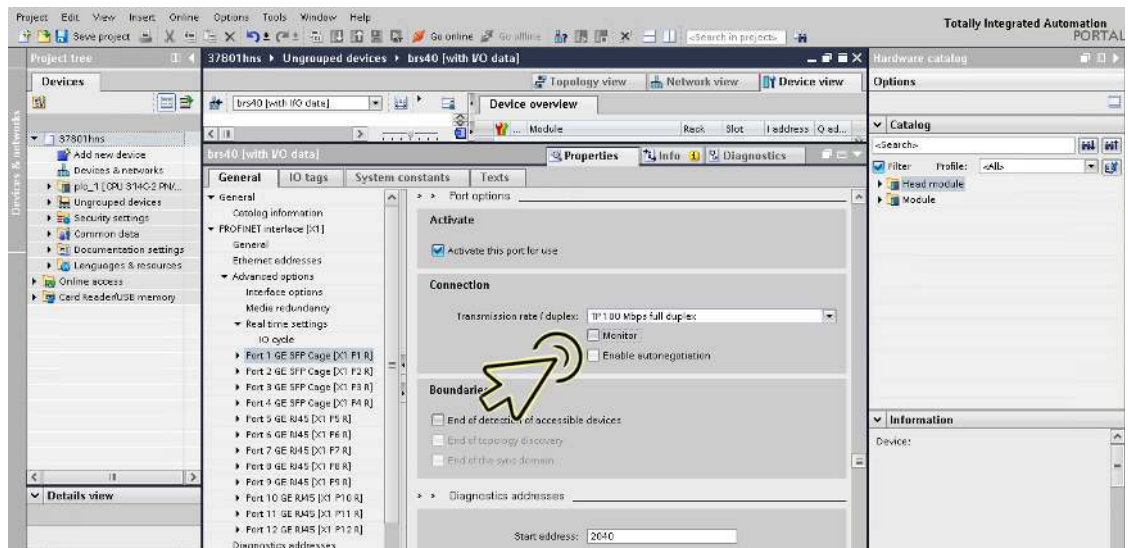 Project Edit View Insert Online Options Tools Window Help
Totally Integrated Automation
PORTAL
Save project
Go online Go offline
<Search in project>
Project tree
37801hns ▸ Ungrouped devices ▸ brs40 [with I/O data]
Hardware catalog
Devices
Topology view Network view Device view
Options
brs40 [with I/O data]
Device overview
... Module Rack Slot I address Q ad...
Catalog
<Search>
Filter Profile: <All>
Head module
Module
Devices & networks
37801hns
Add new device
Devices & networks
plc_1 [CPU 314C-2 PN/...
Ungrouped devices
Security settings
Common data
Documentation settings
Languages & resources
Online access
Card Reader/USB memory
Details view
brs40 [with I/O data]
Properties Info Diagnostics
General IO tags System constants Texts
General
Catalog information
PROFINET interface [X1]
General
Ethernet addresses
Advanced options
Interface options
Media redundancy
Real time settings
IO cycle
Port 1 GE SFP Cage [X1 P1 R]
Port 2 GE SFP Cage [X1 P2 R]
Port 3 GE SFP Cage [X1 P3 R]
Port 4 GE SFP Cage [X1 P4 R]
Port 5 GE RJ45 [X1 P5 R]
Port 6 GE RJ45 [X1 P6 R]
Port 7 GE RJ45 [X1 P7 R]
Port 8 GE RJ45 [X1 P8 R]
Port 9 GE RJ45 [X1 P9 R]
Port 10 GE RJ45 [X1 P10 R]
Port 11 GE RJ45 [X1 P11 R]
Port 12 GE RJ45 [X1 P12 R]
Diagnostics addresses
> > Port options
Activate
Activate this port for use
Connection
Transmission rate / duplex: TP 100 Mbps full duplex
Monitor
Enable autonegotiation
Boundaries
End of detection of accessible devices
End of topology discovery
End of the sync domain
> > Diagnostics addresses
Start address: 2040
Information
Device: